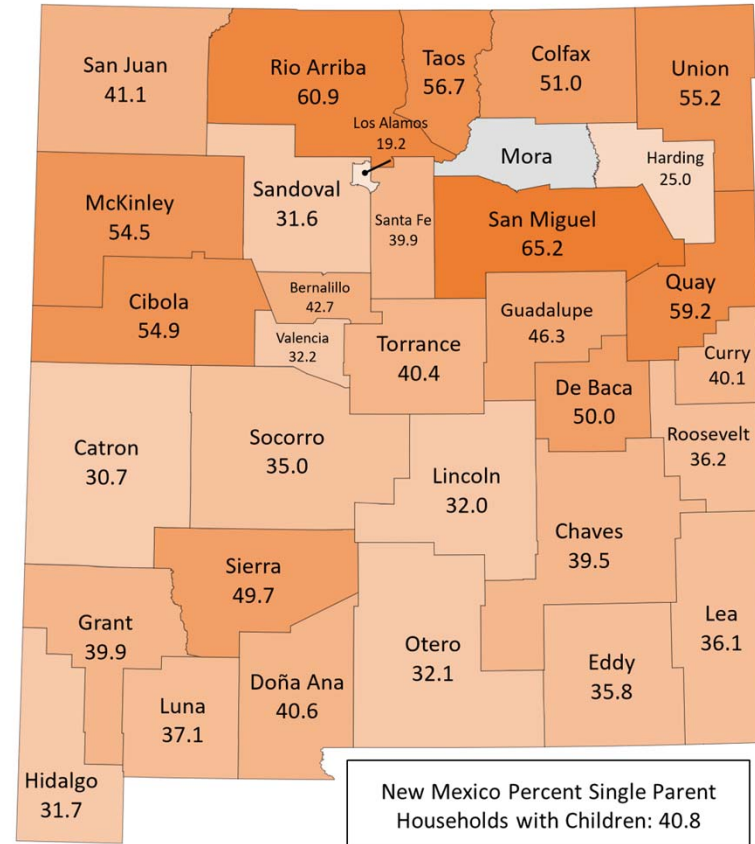 San Juan
41.1
Rio Arriba
60.9
Taos
56.7
Colfax
51.0
Union
55.2
Los Alamos
19.2
Mora
Harding
25.0
McKinley
54.5
Sandoval
31.6
Santa Fe
39.9
San Miguel
65.2
Cibola
54.9
Bernalillo
42.7
Valencia
32.2
Torrance
40.4
Guadalupe
46.3
Quay
59.2
Curry
40.1
De Baca
50.0
Roosevelt
36.2
Catron
30.7
Socorro
35.0
Lincoln
32.0
Chaves
39.5
Sierra
49.7
Grant
39.9
Luna
37.1
Doña Ana
40.6
Otero
32.1
Eddy
35.8
Lea
36.1
Hidalgo
31.7
New Mexico Percent Single Parent
Households with Children: 40.8